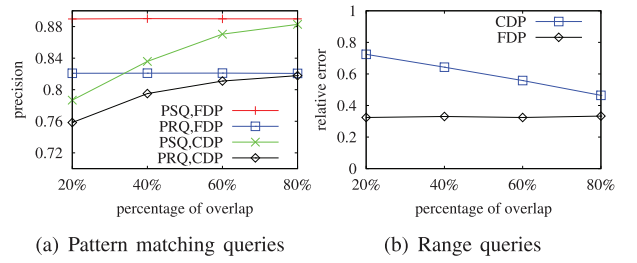 0.88
0.84
0.8
0.76
0.72
precision
PSQ,FDP
PRQ,FDP
PSQ,CDP
PRQ,CDP
20% 40% 60% 80%
percentage of overlap
(a) Pattern matching queries
1
0.8
0.6
0.4
0.2
0
relative error
CDP
FDP
20% 40% 60% 80%
percentage of overlap
(b) Range queries